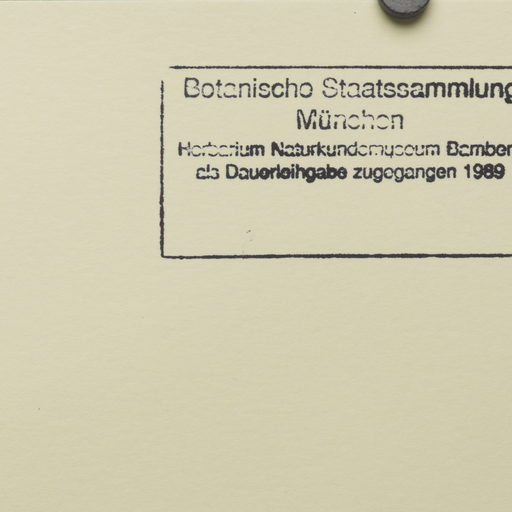 Botanische Staatssammlung
München
Herbarium Naturkundemuseum Bamber
als Dauerleihgabe zugegangen 1989